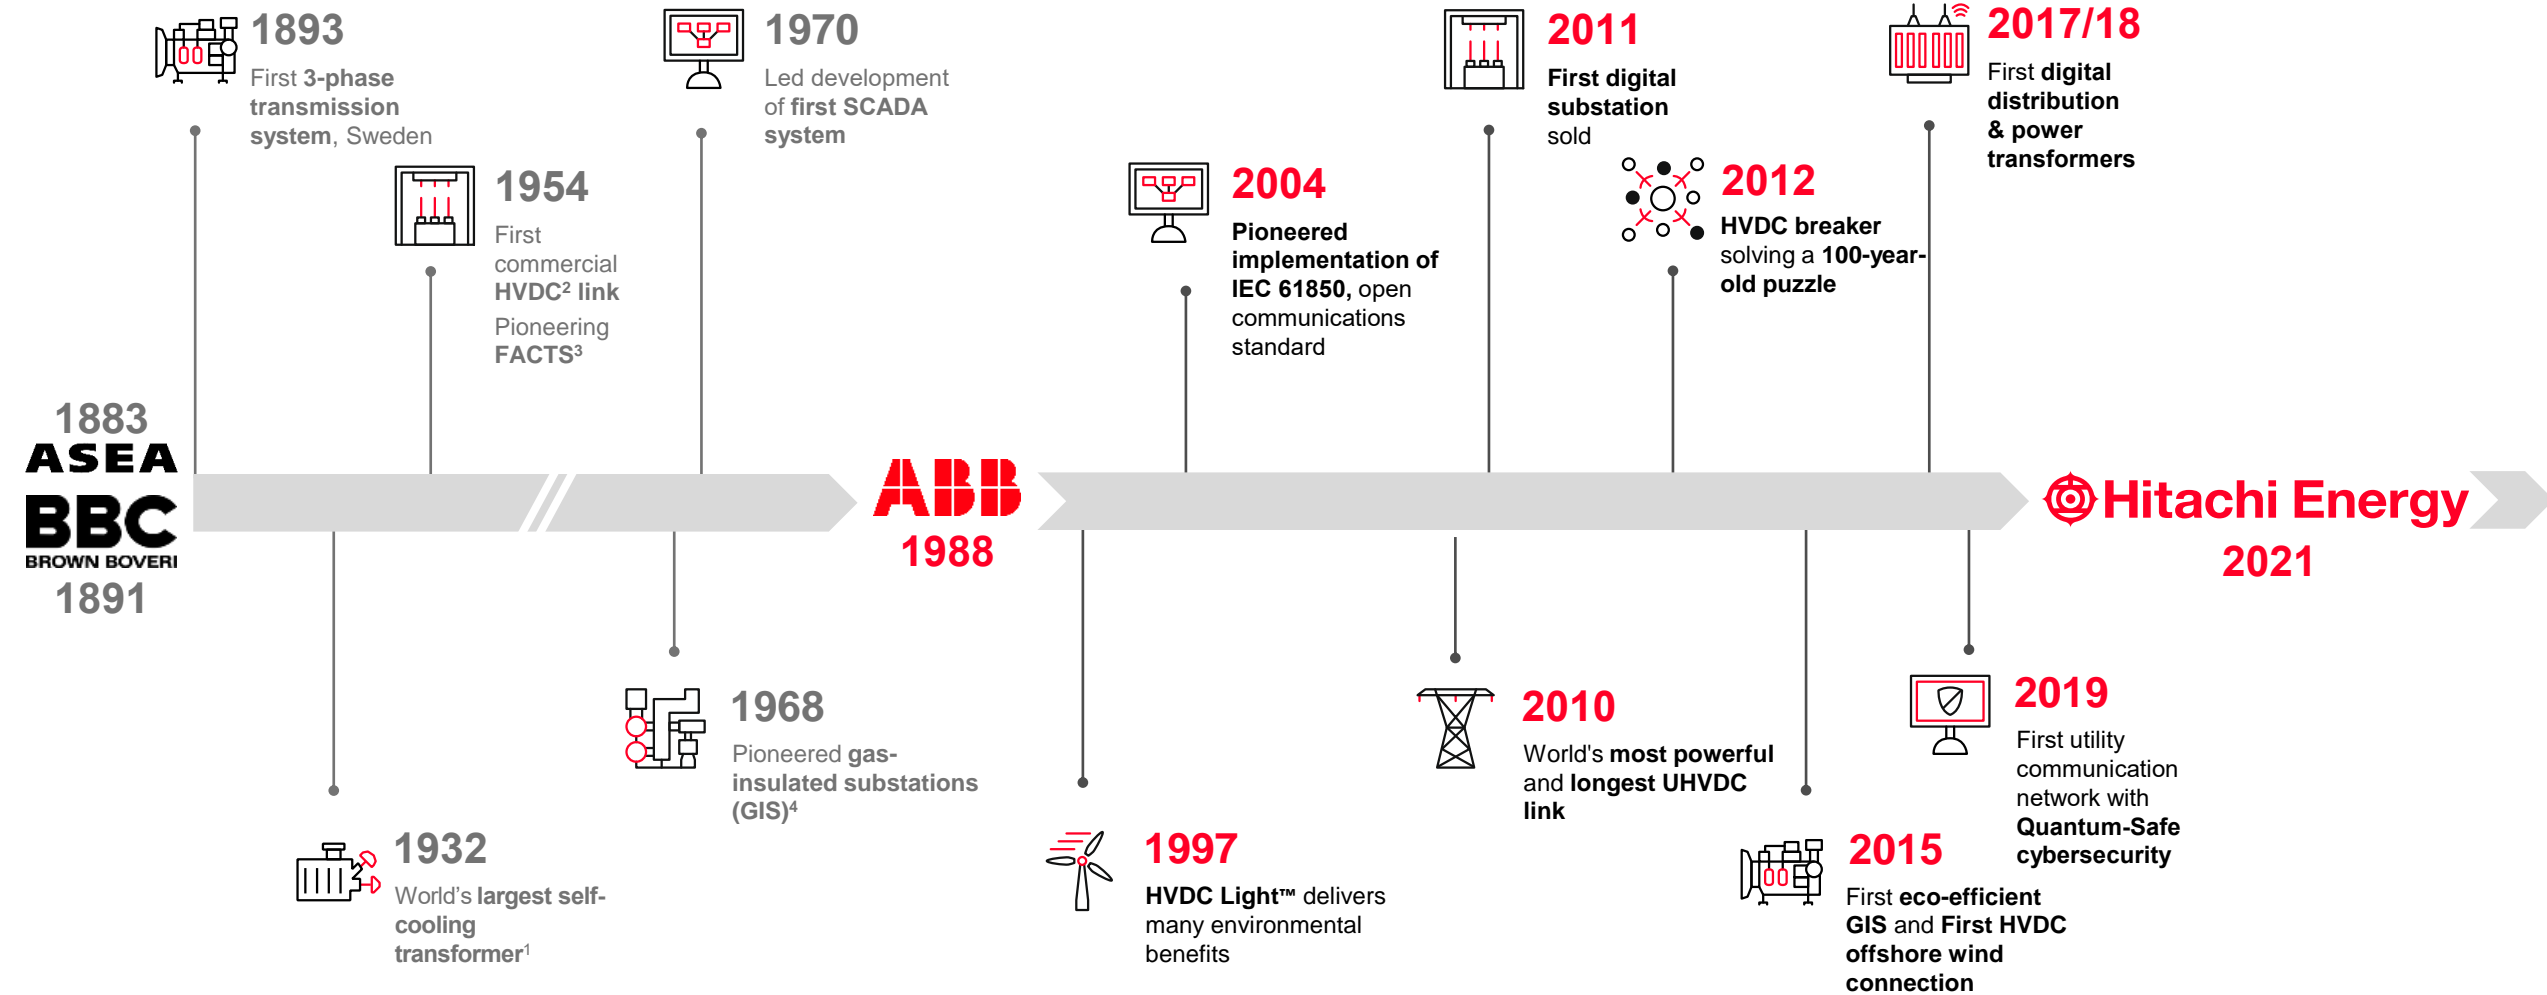 1893
First 3-phase
transmission
system, Sweden
1954
First
commercial
HVDC² link
Pioneering
FACTS³
1970
Led development
of first SCADA
system
2004
Pioneered
implementation of
IEC 61850, open
communications
standard
2011
First digital
substation
sold
2012
HVDC breaker
solving a 100-year-
old puzzle
2017/18
First digital
distribution
& power
transformers
1883
ASEA
BBC
BROWN BOVERI
1891
ABB
1988
Hitachi Energy
2021
1932
World’s largest self-
cooling
transformer¹
1968
Pioneered gas-
insulated substations
(GIS)⁴
1997
HVDC Light™ delivers
many environmental
benefits
2010
World's most powerful
and longest UHVDC
link
2015
First eco-efficient
GIS and First HVDC
offshore wind
connection
2019
First utility
communication
network with
Quantum-Safe
cybersecurity